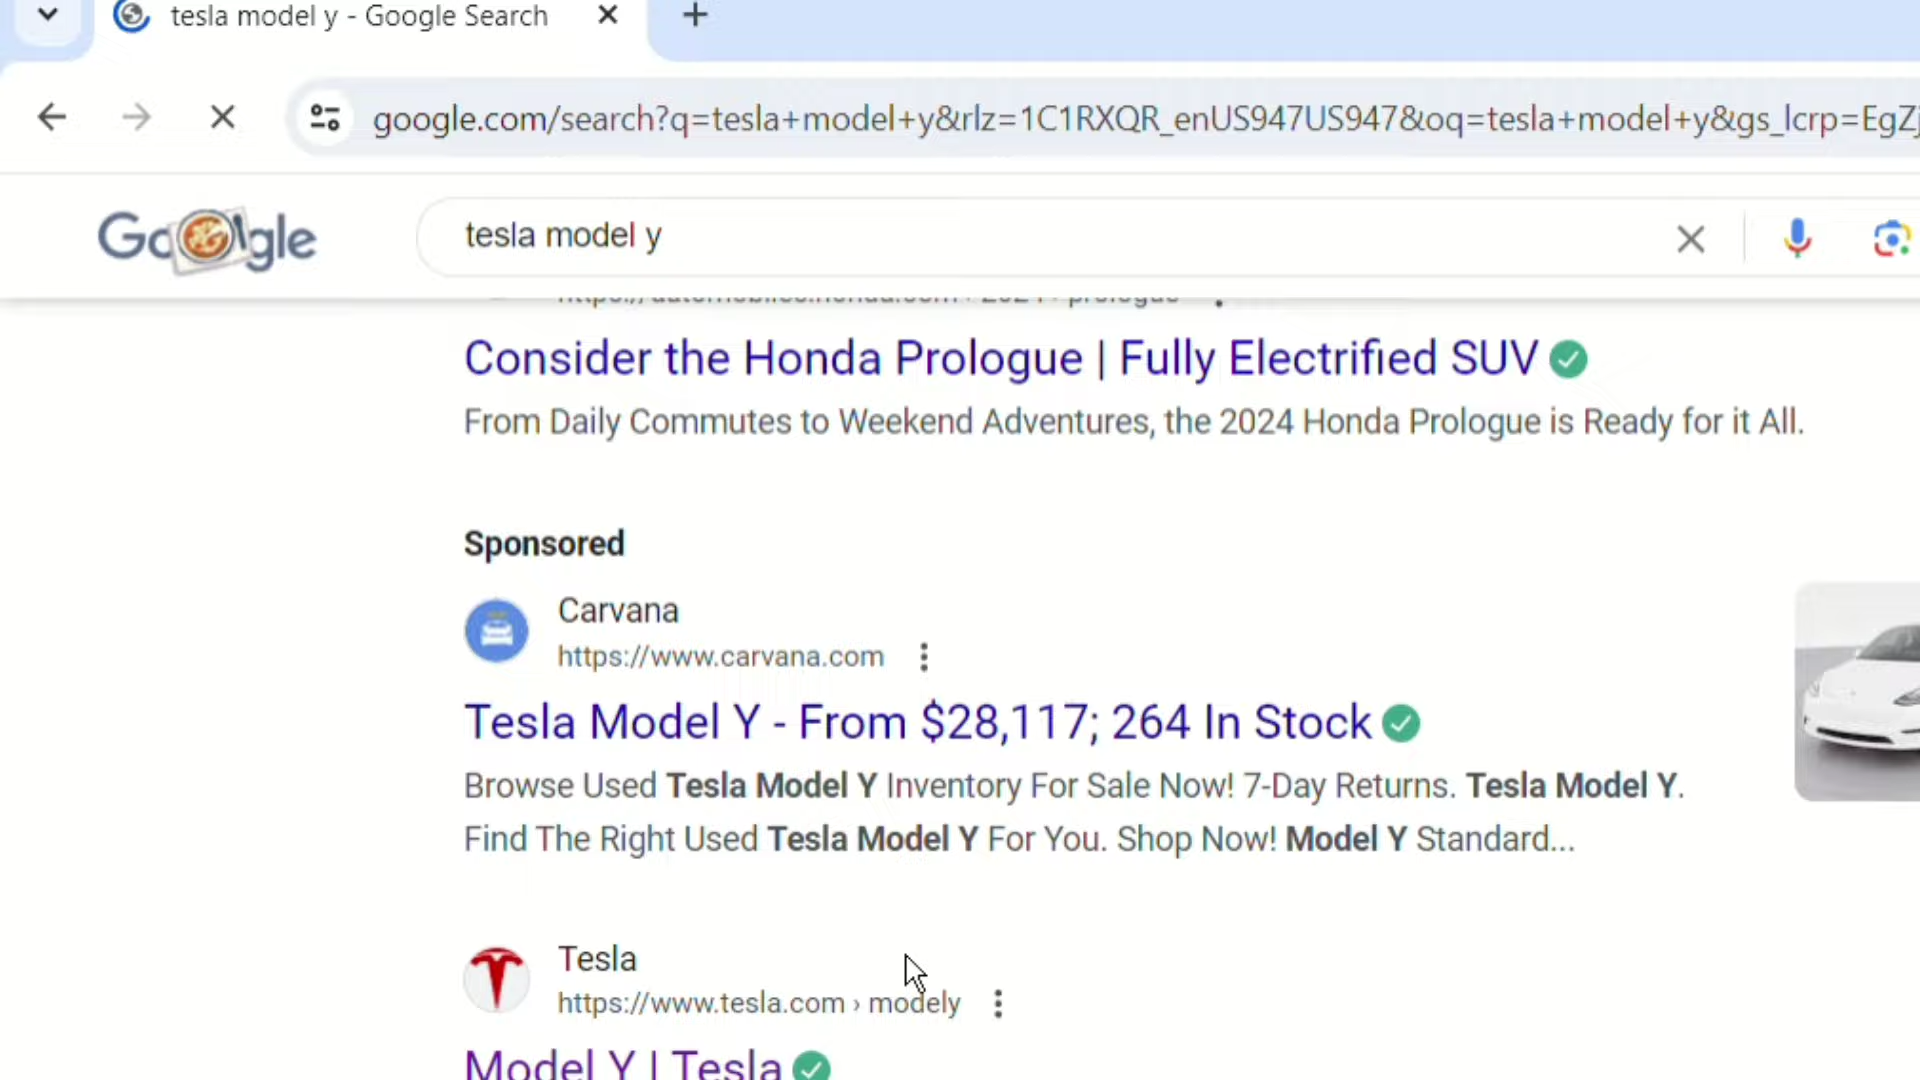 tesla model y - Google Search
google.com/search?q=tesla+model+y&rlz=1C1RXQR_enUS947US947&oq=tesla+model+y&gs_lcrp=EgZj
Google
tesla model y
https://automobiles.honda.com › 2024 › prologue
Consider the Honda Prologue | Fully Electrified SUV
From Daily Commutes to Weekend Adventures, the 2024 Honda Prologue is Ready for it All.
Sponsored
Carvana
https://www.carvana.com
Tesla Model Y - From $28,117; 264 In Stock
Browse Used Tesla Model Y Inventory For Sale Now! 7-Day Returns. Tesla Model Y.
Find The Right Used Tesla Model Y For You. Shop Now! Model Y Standard...
Tesla
https://www.tesla.com › modely
Model Y | Tesla